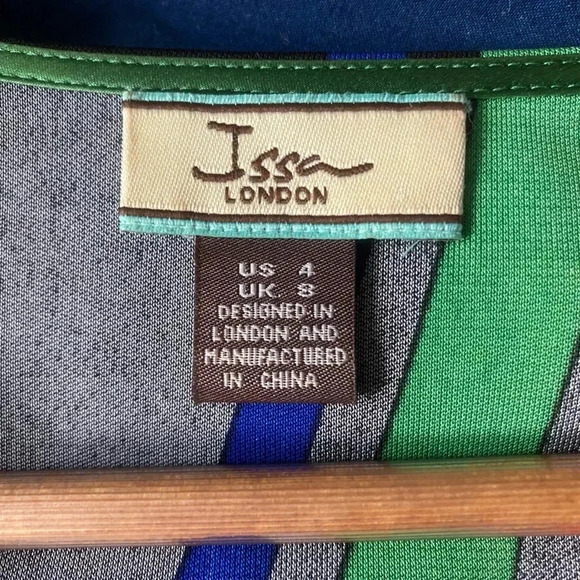 Issa
LONDON
US 4
UK 8
DESIGNED IN
LONDON AND
MANUFACTURED
IN CHINA